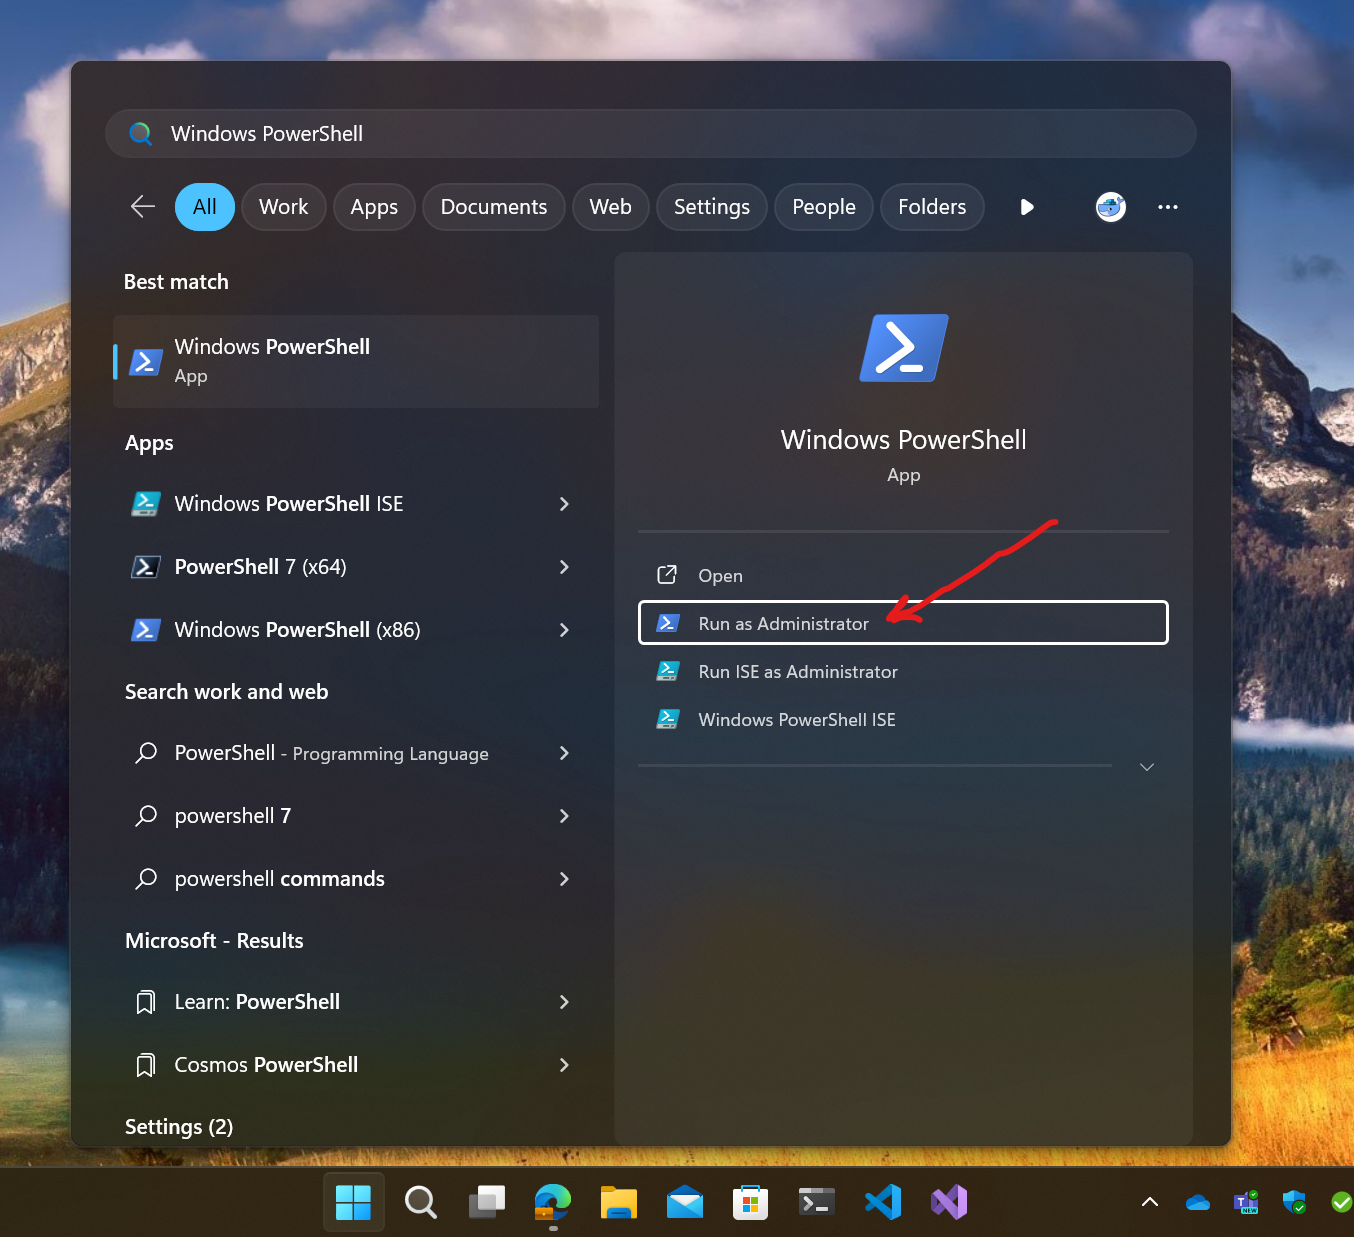 Windows PowerShell
All Work Apps Documents Web Settings People Folders
Best match
Windows PowerShell
App
Apps
Windows PowerShell ISE
PowerShell 7 (x64)
Windows PowerShell (x86)
Search work and web
PowerShell - Programming Language
powershell 7
powershell commands
Microsoft - Results
Learn: PowerShell
Cosmos PowerShell
Settings (2)
Windows PowerShell
App
Open
Run as Administrator
Run ISE as Administrator
Windows PowerShell ISE
T
NEW